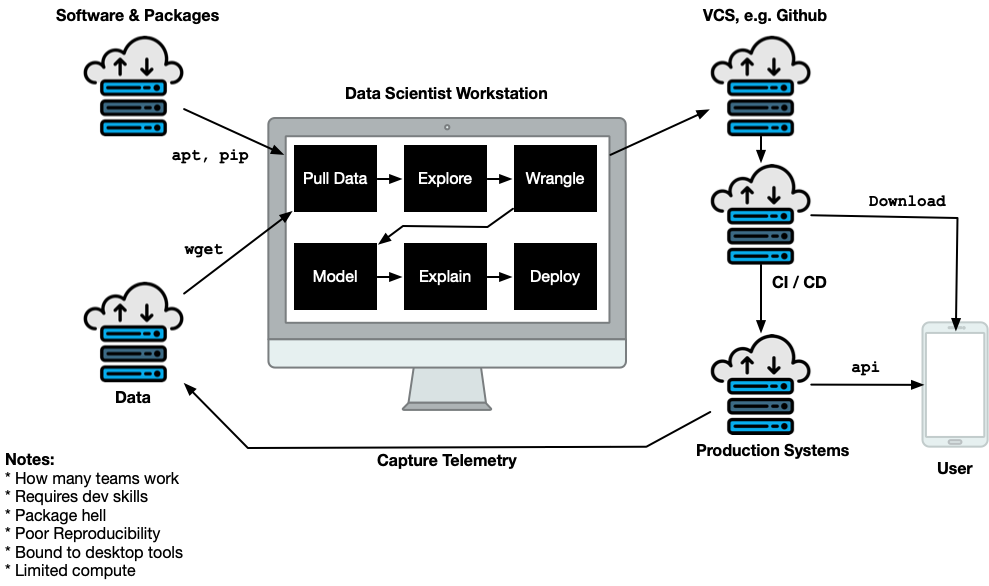 Software & Packages
VCS, e.g. Github
Data Scientist Workstation
apt, pip
Pull Data
Explore
Wrangle
Download
wget
Model
Explain
Deploy
CI / CD
api
Data
Production Systems
Capture Telemetry
User
Notes:
* How many teams work
* Requires dev skills
* Package hell
* Poor Reproducibility
* Bound to desktop tools
* Limited compute